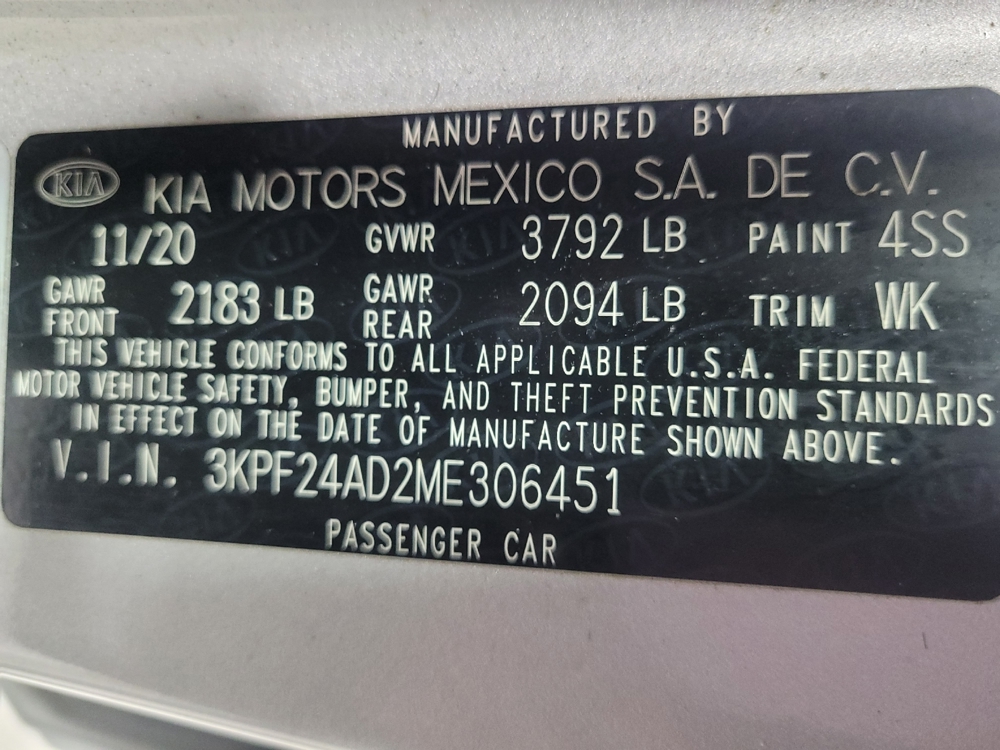 MANUFACTURED BY
KIA KIA MOTORS MEXICO S.A. DE C.V.
11/20 GVWR 3792 LB PAINT 4SS
GAWR FRONT 2183 LB GAWR REAR 2094 LB TRIM WK
THIS VEHICLE CONFORMS TO ALL APPLICABLE U.S.A. FEDERAL
MOTOR VEHICLE SAFETY, BUMPER, AND THEFT PREVENTION STANDARDS
IN EFFECT ON THE DATE OF MANUFACTURE SHOWN ABOVE.
V.I.N. 3KPF24AD2ME306451
PASSENGER CAR